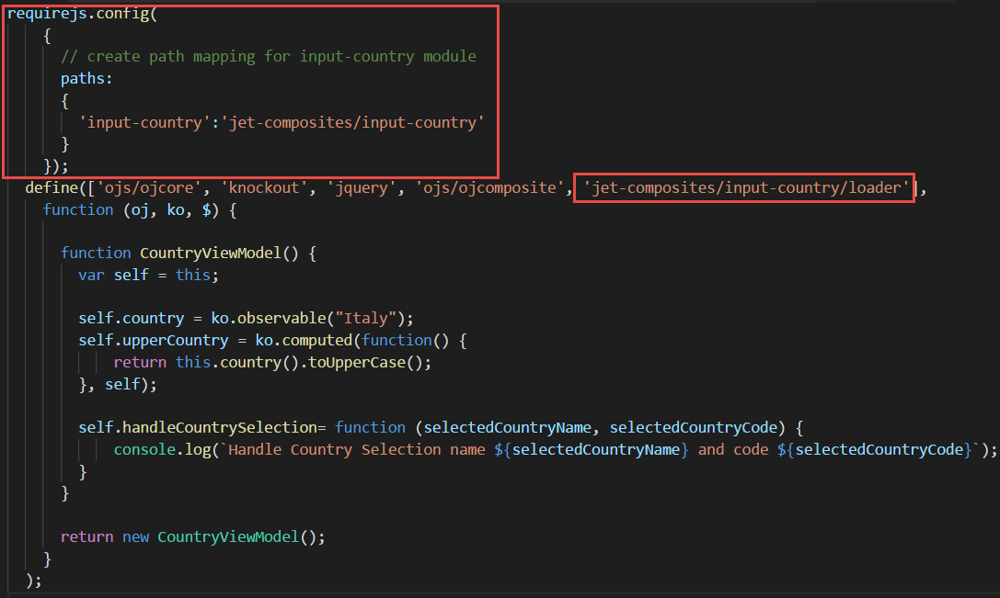 requirejs.config(
{
// create path mapping for input-country module
paths:
{
'input-country':'jet-composites/input-country'
}
});
define(['ojs/ojcore', 'knockout', 'jquery', 'ojs/ojcomposite', 'jet-composites/input-country/loader'],
function (oj, ko, $) {
function CountryViewModel() {
var self = this;
self.country = ko.observable("Italy");
self.upperCountry = ko.computed(function() {
return this.country().toUpperCase();
}, self);
self.handleCountrySelection= function (selectedCountryName, selectedCountryCode) {
console.log(`Handle Country Selection name ${selectedCountryName} and code ${selectedCountryCode}`);
}
}
return new CountryViewModel();
}
);